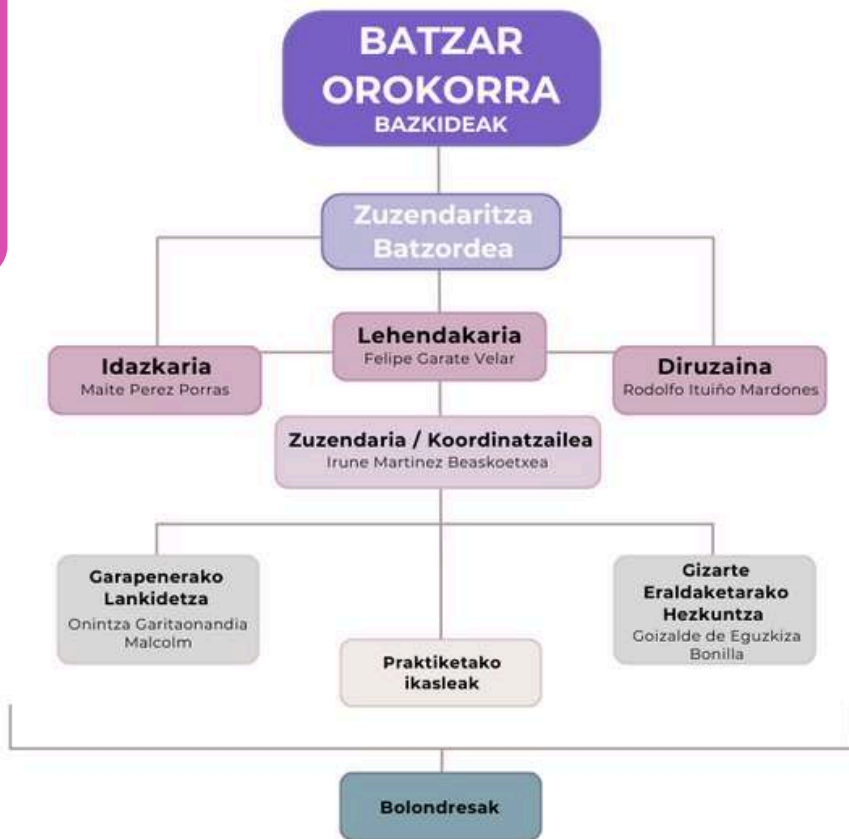 BATZAR
OROKORRA
BAZKIDEAK
Zuzendaritza
Batzordea
Lehendakaria
Felipe Garate Velar
Idazkaria
Maite Perez Porras
Diruzaina
Rodolfo Ituiño Mardones
Zuzendaria / Koordinatzailea
Irune Martinez Beaskoetxea
Garapenerako
Lankidetza
Onintza Garitaonandia
Malcolm
Gizarte
Eraldaketarako
Hezkuntza
Goizalde de Eguzkiza
Bonilla
Praktiketako
ikasleak
Bolondresak